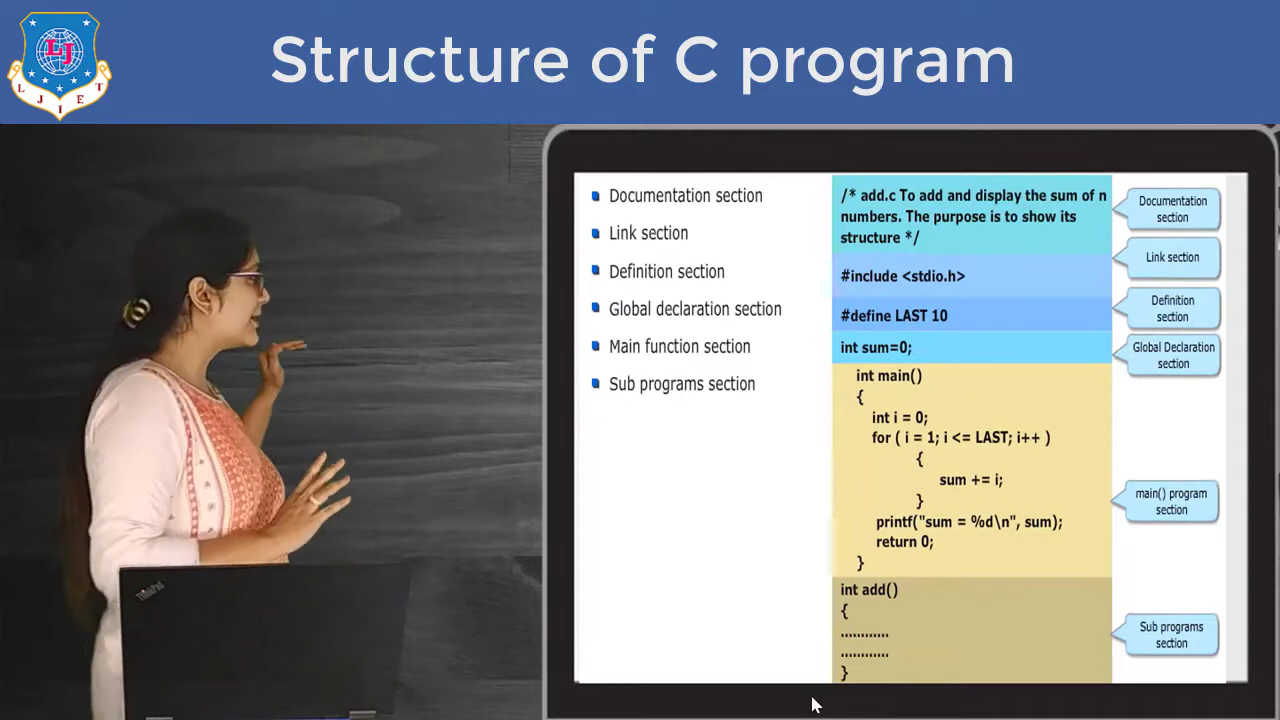 Structure of C program
LJ
L J I E T
Documentation section
Link section
Definition section
Global declaration section
Main function section
Sub programs section
/* add.c To add and display the sum of n
numbers. The purpose is to show its
structure */
#include <stdio.h>
#define LAST 10
int sum=0;
int main()
{
int i = 0;
for ( i = 1; i <= LAST; i++ )
{
sum += i;
}
printf("sum = %d\n", sum);
return 0;
}
int add()
{
............
............
}
Documentation
section
Link section
Definition
section
Global Declaration
section
main() program
section
Sub programs
section
ThinkPad